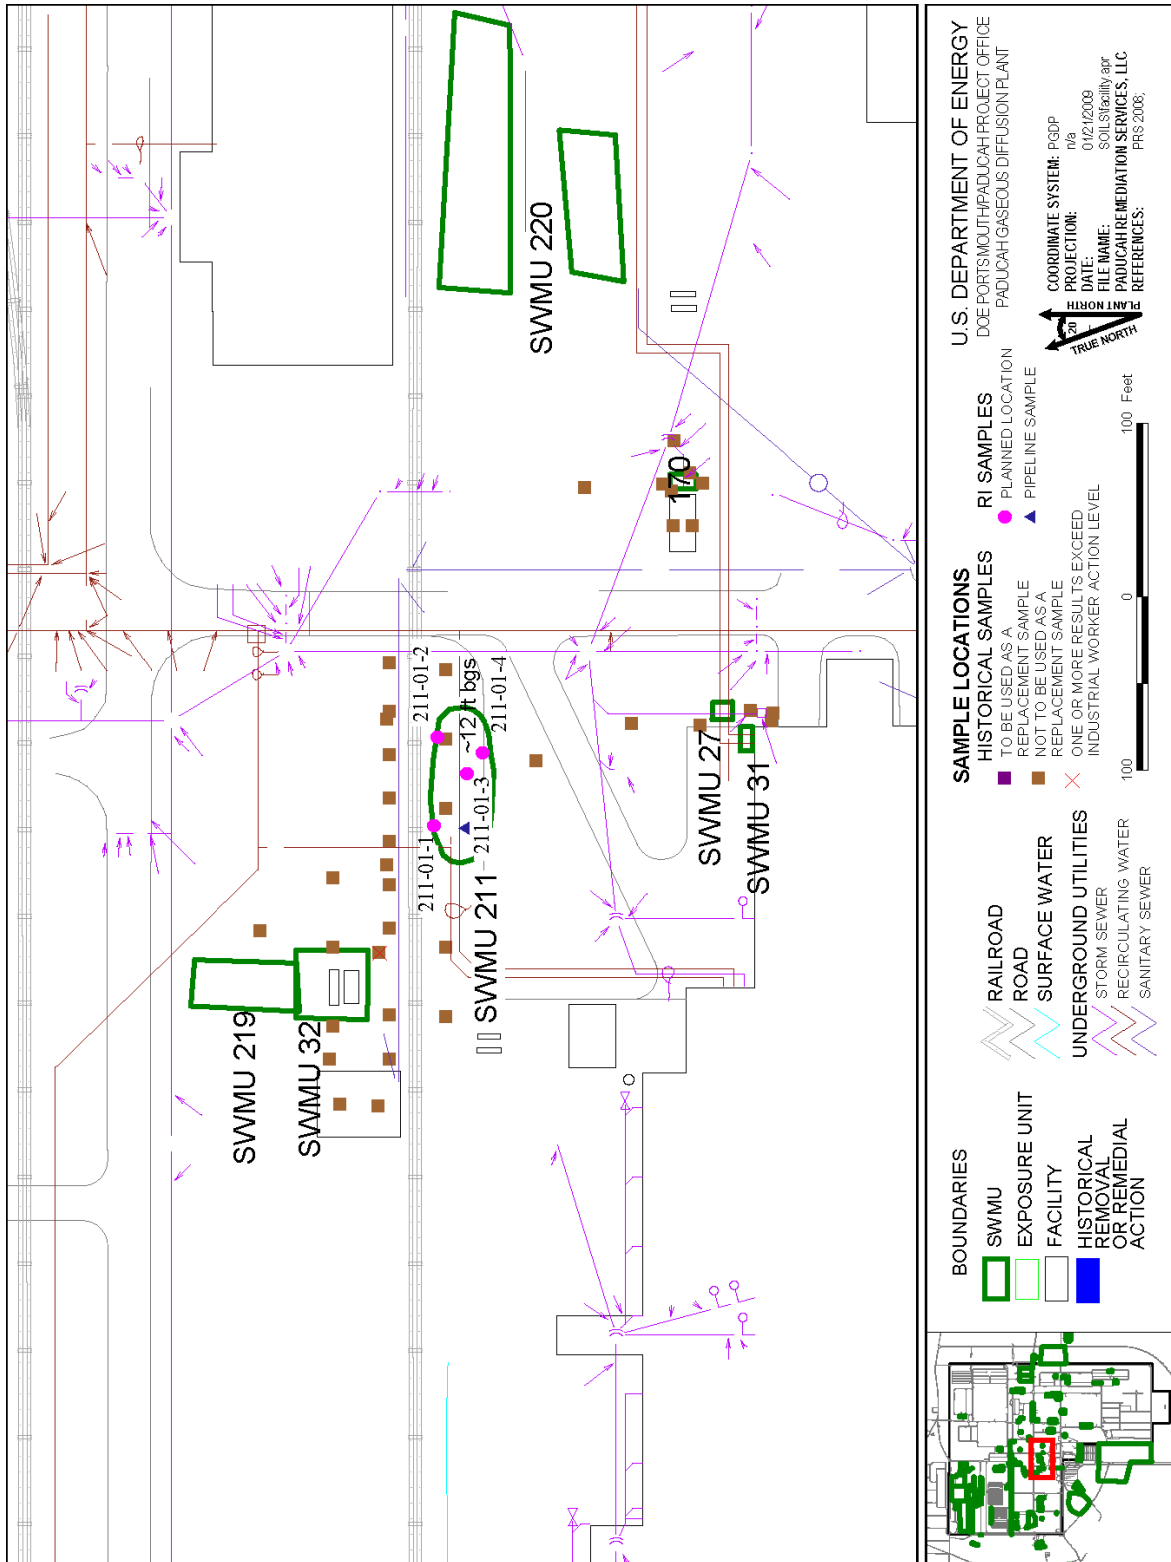 SWMU 219
SWMU 32
211-01-1
211-01-2
SWMU 211
211-01-3
~12 ft bgs
211-01-4
SWMU 27
SWMU 31
170
SWMU 220
BOUNDARIES
SWMU
EXPOSURE UNIT
FACILITY
HISTORICAL
REMOVAL
OR REMEDIAL
ACTION
RAILROAD
ROAD
SURFACE WATER
UNDERGROUND UTILITIES
STORM SEWER
RECIRCULATING WATER
SANITARY SEWER
SAMPLE LOCATIONS
HISTORICAL SAMPLES
TO BE USED AS A
REPLACEMENT SAMPLE
NOT TO BE USED AS A
REPLACEMENT SAMPLE
ONE OR MORE RESULTS EXCEED
INDUSTRIAL WORKER ACTION LEVEL
RI SAMPLES
PLANNED LOCATION
PIPELINE SAMPLE
100 0 100 Feet
U.S. DEPARTMENT OF ENERGY
DOE PORTSMOUTH/PADUCAH PROJECT OFFICE
PADUCAH GASEOUS DIFFUSION PLANT
TRUE NORTH
20
PLANT NORTH
COORDINATE SYSTEM: PGDP
PROJECTION: n/a
DATE: 01/21/2009
FILE NAME: SOILS\facility.apr
PADUCAH REMEDIATION SERVICES, LLC
REFERENCES: PRS 2008;